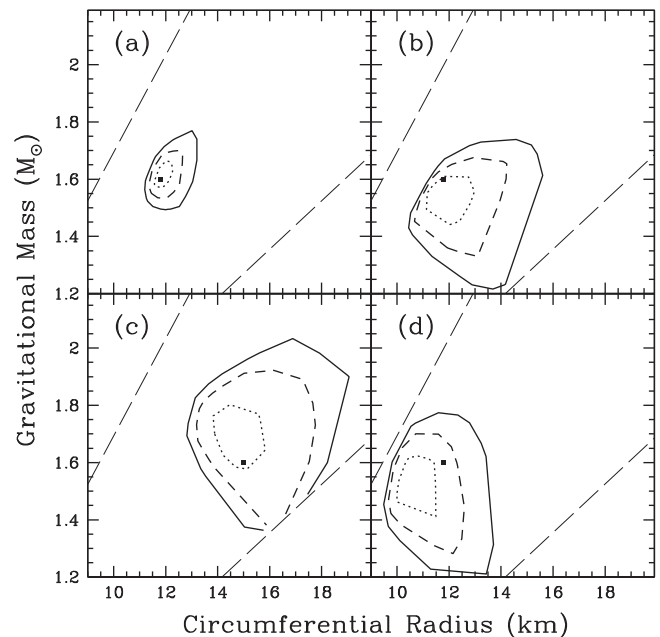 (a)
(b)
2
1.8
1.6
1.4
1.2
(c)
(d)
2
1.8
1.6
1.4
1.2
10 12 14 16 18 10 12 14 16 18
Gravitational Mass (M☉)
Circumferential Radius (km)